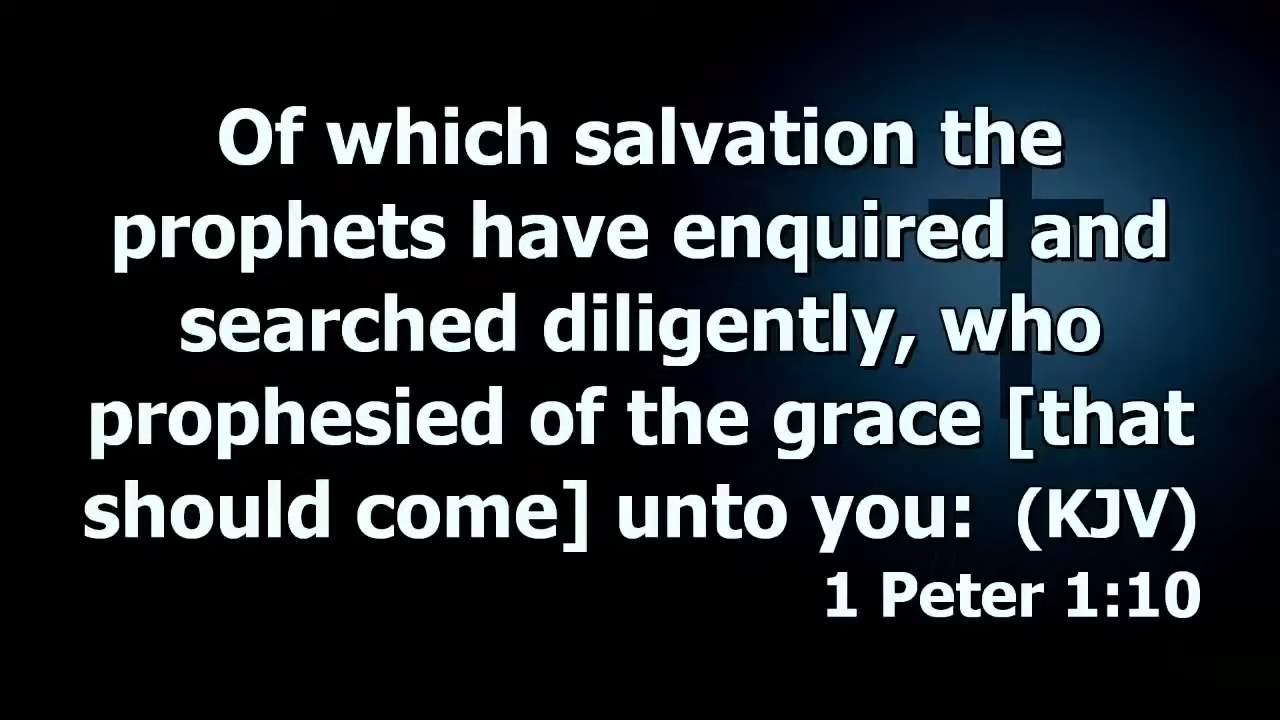 Of which salvation the
prophets have enquired and
searched diligently, who
prophesied of the grace [that
should come] unto you:  (KJV)
1 Peter 1:10